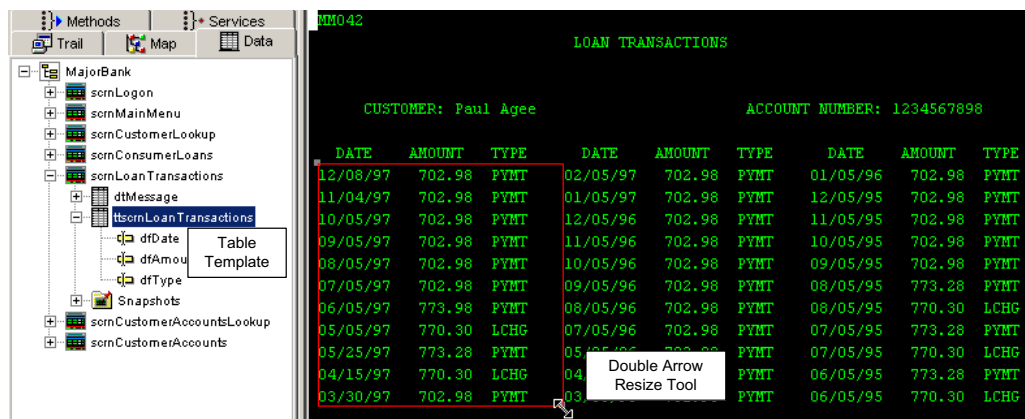 Methods
Services
Trail
Map
Data
MajorBank
scrnLogon
scrnMainMenu
scrnCustomerLookup
scrnConsumerLoans
scrnLoanTransactions
dtMessage
ttscrnLoanTransactions
dfDate
dfAmou
dfType
Snapshots
scrnCustomerAccountsLookup
scrnCustomerAccounts
Table
Template
MM042
LOAN TRANSACTIONS
CUSTOMER: Paul Agee ACCOUNT NUMBER: 1234567898
DATE AMOUNT TYPE DATE AMOUNT TYPE DATE AMOUNT TYPE
12/08/97 702.98 PYMT 02/05/97 702.98 PYMT 01/05/96 702.98 PYMT
11/04/97 702.98 PYMT 01/05/97 702.98 PYMT 12/05/95 702.98 PYMT
10/05/97 702.98 PYMT 12/05/96 702.98 PYMT 11/05/95 702.98 PYMT
09/05/97 702.98 PYMT 11/05/96 702.98 PYMT 10/05/95 702.98 PYMT
08/05/97 702.98 PYMT 10/05/96 702.98 PYMT 09/05/95 702.98 PYMT
07/05/97 702.98 PYMT 09/05/96 702.98 PYMT 08/05/95 773.28 PYMT
06/05/97 773.98 PYMT 08/05/96 702.98 PYMT 08/05/95 770.30 LCHG
05/05/97 770.30 LCHG 07/05/96 702.98 PYMT 07/05/95 773.28 PYMT
05/25/97 773.28 PYMT PYMT 07/05/95 770.30 LCHG
04/15/97 770.30 LCHG PYMT 06/05/95 773.28 PYMT
03/30/97 702.98 PYMT PYMT 06/05/95 770.30 LCHG
Double Arrow
Resize Tool